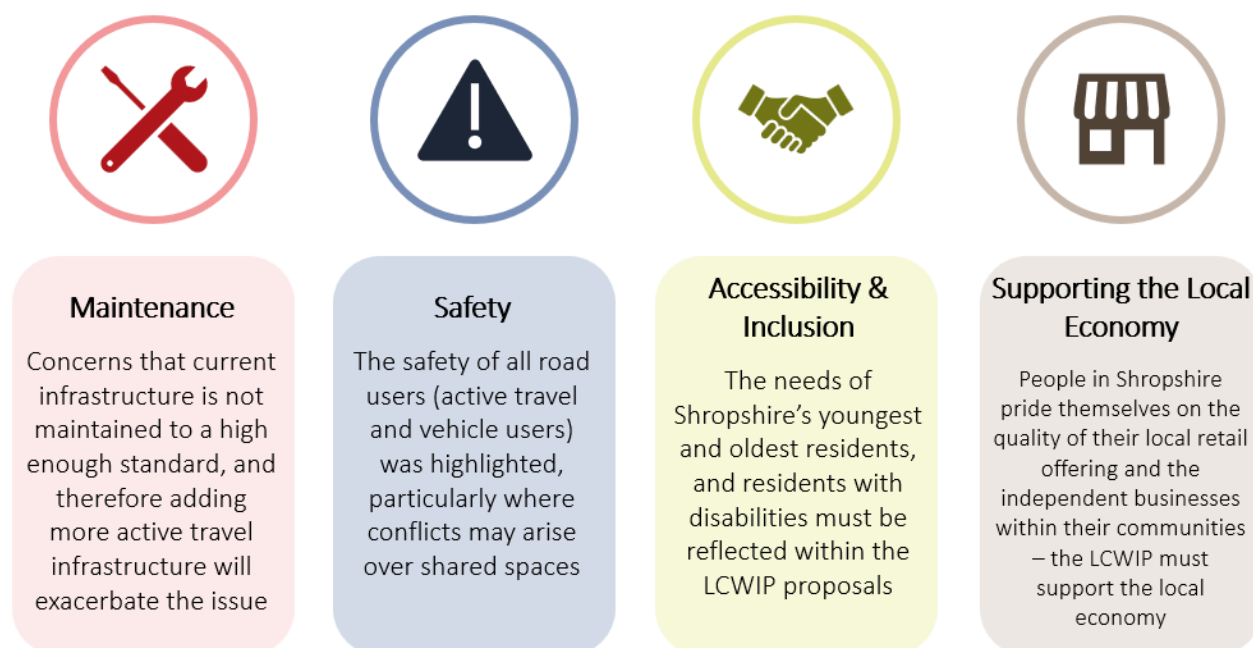 Maintenance
Concerns that current
infrastructure is not
maintained to a high
enough standard, and
therefore adding
more active travel
infrastructure will
exacerbate the issue
Safety
The safety of all road
users (active travel
and vehicle users)
was highlighted,
particularly where
conflicts may arise
over shared spaces
Accessibility &
Inclusion
The needs of
Shropshire’s youngest
and oldest residents,
and residents with
disabilities must be
reflected within the
LCWIP proposals
Supporting the Local
Economy
People in Shropshire
pride themselves on the
quality of their local retail
offering and the
independent businesses
within their communities
– the LCWIP must
support the local
economy